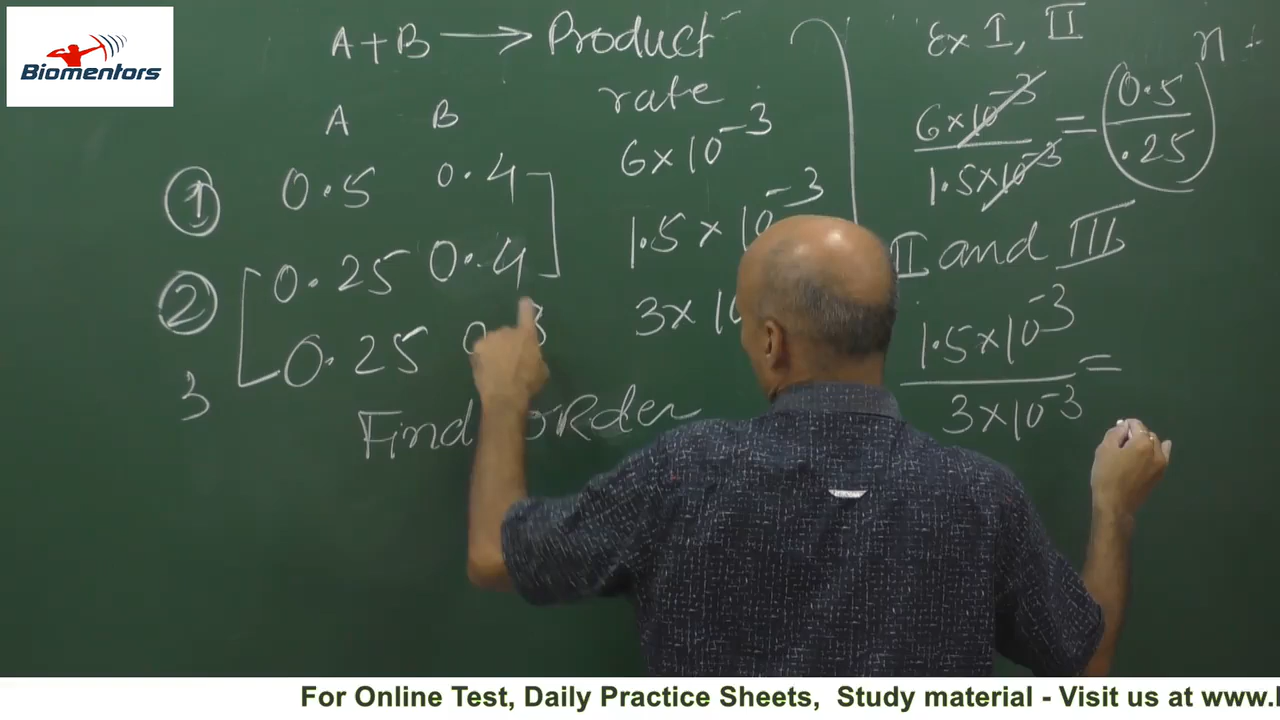 Biomentors
A + B → Product
A B rate
① 0.5 0.4 6×10⁻³
② 0.25 0.4 1.5×10⁻³
3 0.25 3×10⁻³
Find order
Ex I, II
n
6×10⁻³ / 1.5×10⁻³ = (0.5 / .25)
II and III
1.5×10⁻³ / 3×10⁻³ =
For Online Test, Daily Practice Sheets, Study material - Visit us at www.